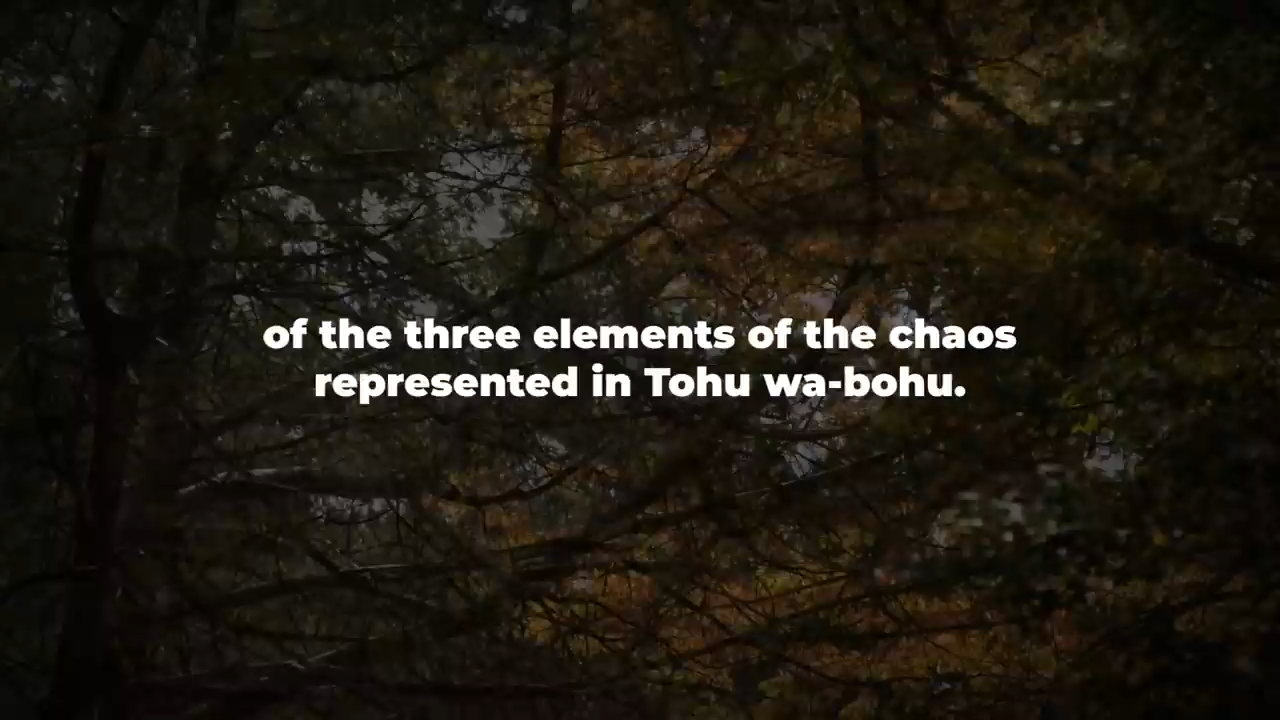 of the three elements of the chaos
represented in Tohu wa-bohu.